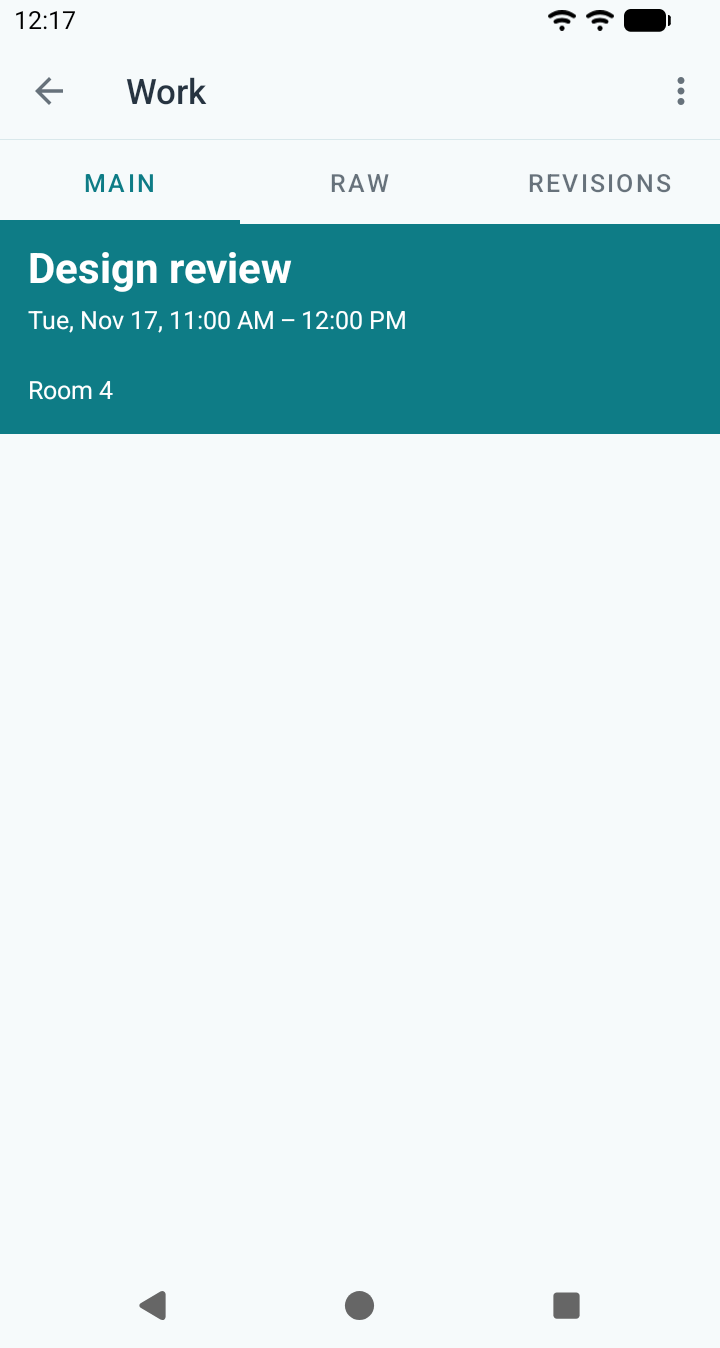 12:17
Work
MAIN
RAW
REVISIONS
Design review
Tue, Nov 17, 11:00 AM – 12:00 PM
Room 4